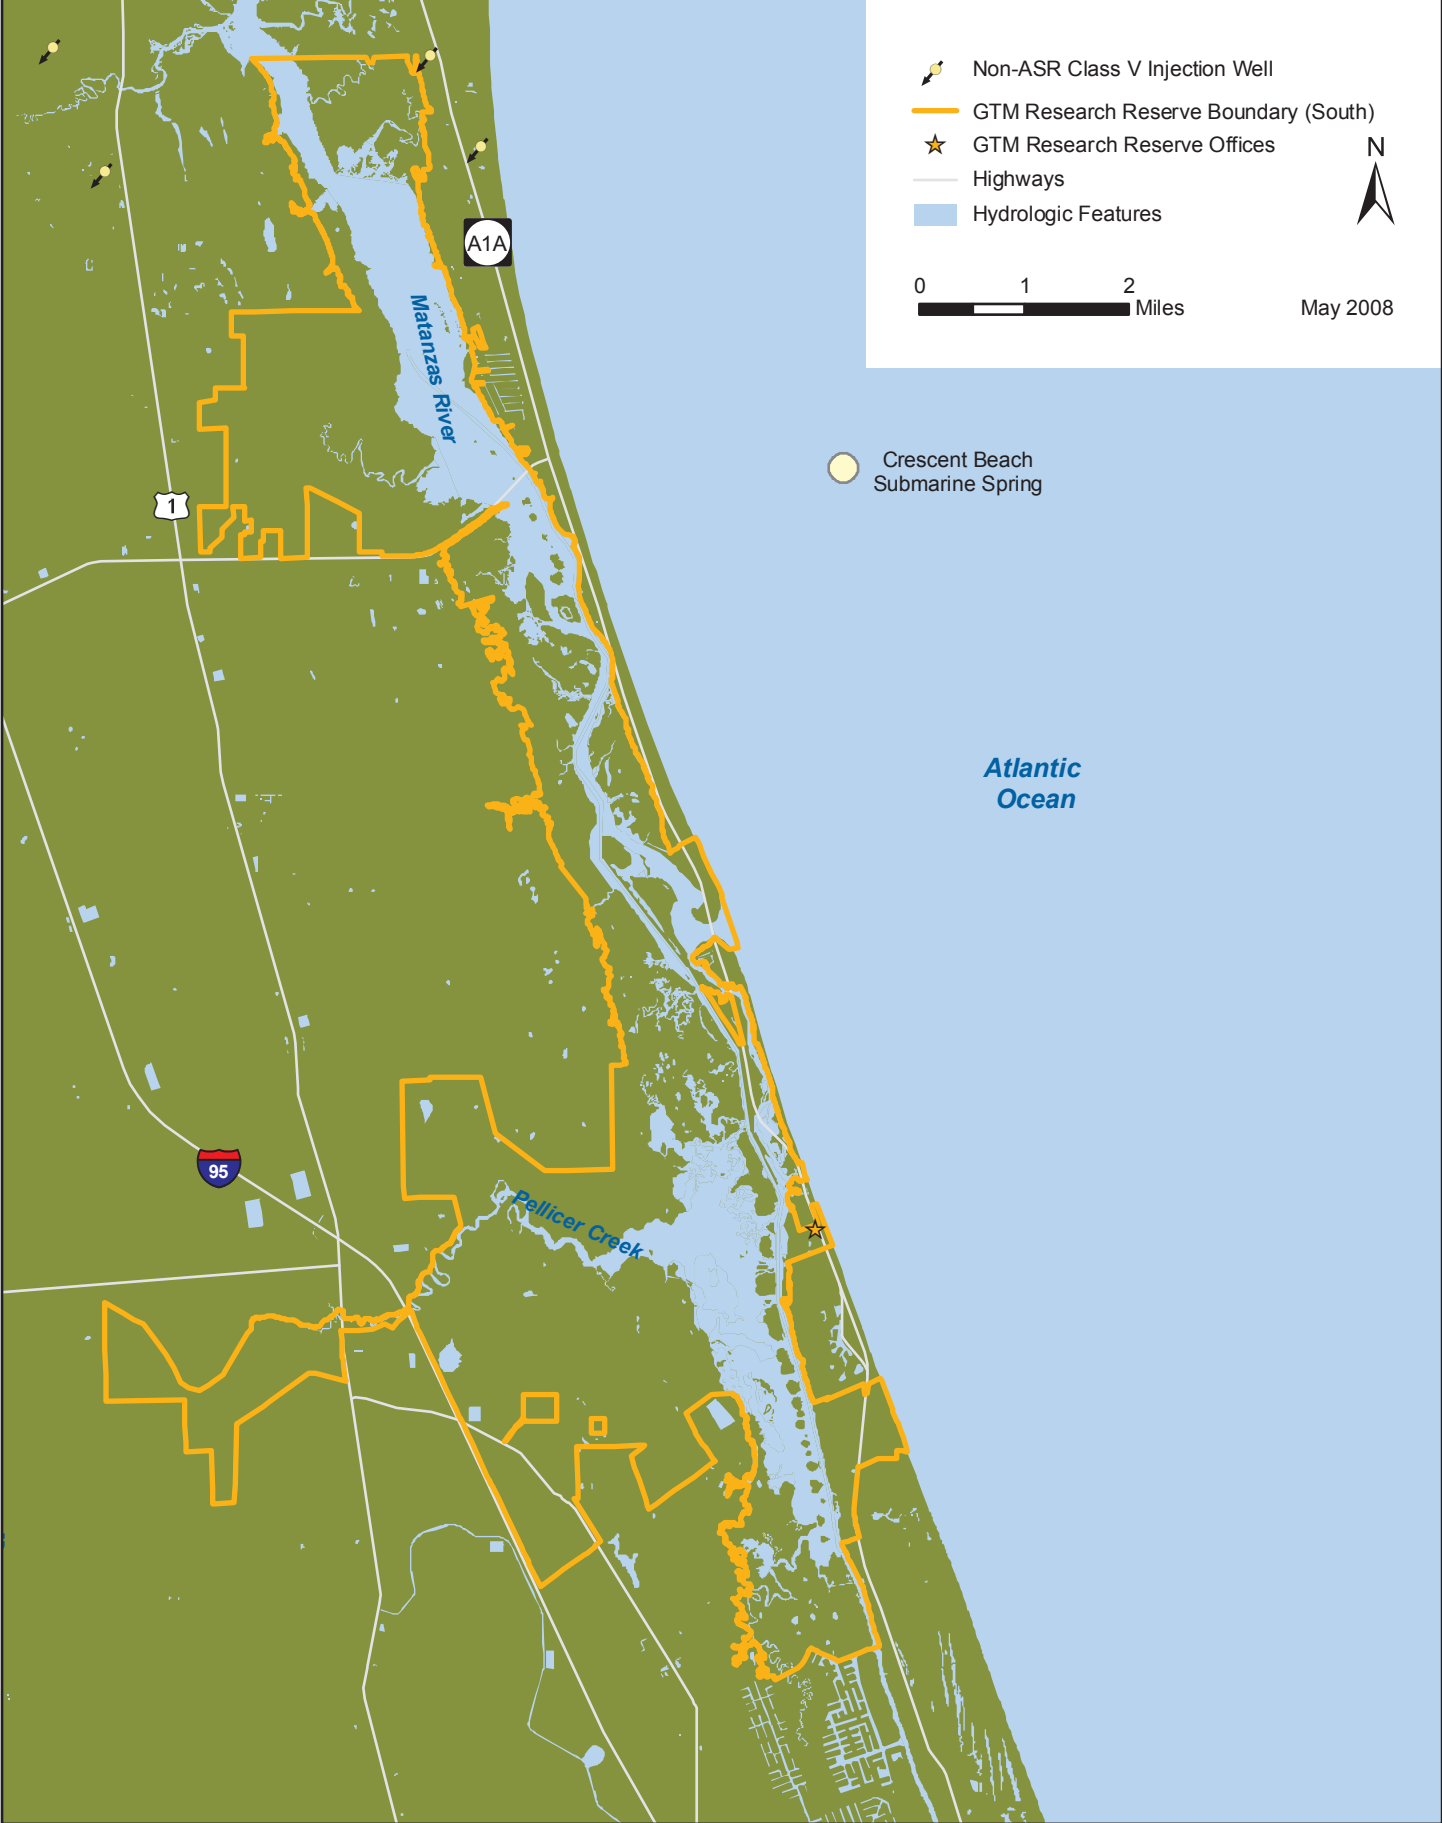 Non-ASR Class V Injection Well
GTM Research Reserve Boundary (South)
GTM Research Reserve Offices
Highways
Hydrologic Features
N
0 1 2
Miles
May 2008
A1A
Matanzas River
Crescent Beach
Submarine Spring
1
Atlantic
Ocean
95
Pellicer Creek